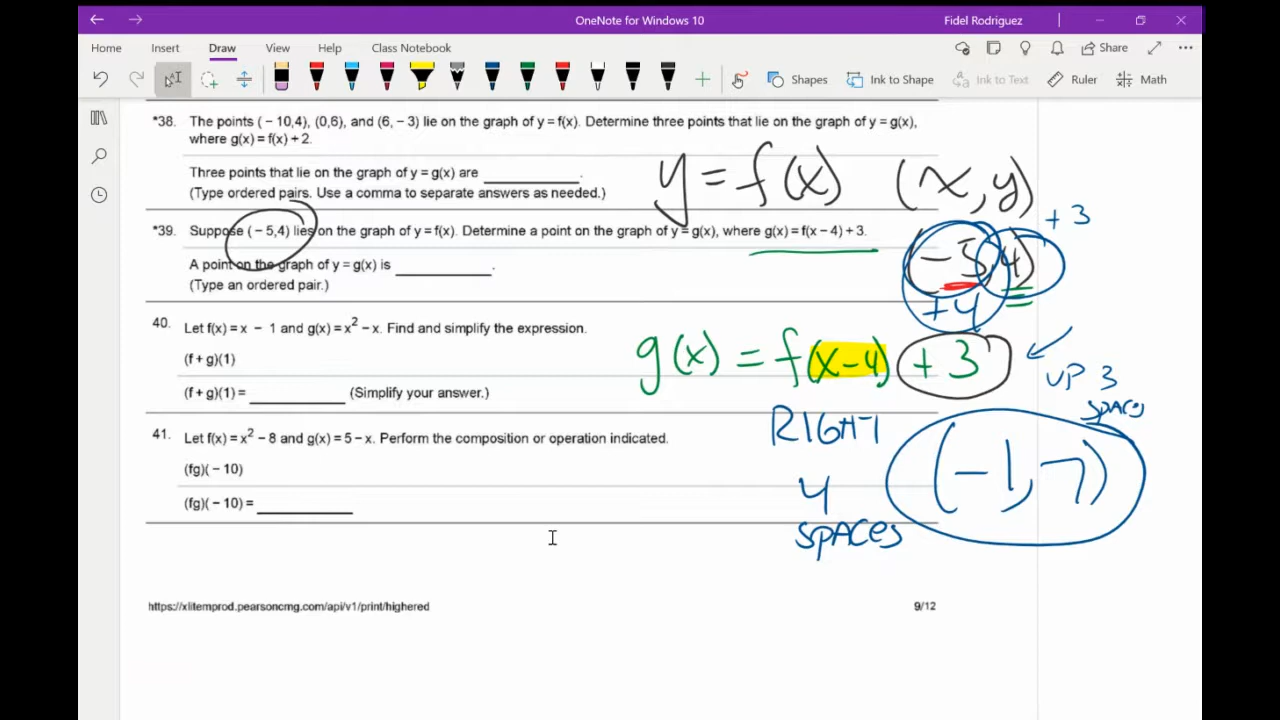 OneNote for Windows 10
Fidel Rodriguez
Home Insert Draw View Help Class Notebook
Share
Shapes Ink to Shape Ink to Text Ruler Math
*38. The points (−10,4), (0,6), and (6,−3) lie on the graph of y=f(x). Determine three points that lie on the graph of y=g(x),
where g(x)=f(x)+2.
Three points that lie on the graph of y=g(x) are ___________.
(Type ordered pairs. Use a comma to separate answers as needed.)
y = f(x) (x,y)
*39. Suppose (−5,4) lies on the graph of y=f(x). Determine a point on the graph of y=g(x), where g(x)=f(x−4)+3.
A point on the graph of y=g(x) is ___________.
(Type an ordered pair.)
+3
(−5,4)
+4
40. Let f(x)=x − 1 and g(x)=x² −x. Find and simplify the expression.
(f+g)(1)
(f+g)(1)= ___________ (Simplify your answer.)
g(x) = f(x−4) +3
UP 3
spaces
RIGHT
4
SPACES
(−1,7)
41. Let f(x)=x² −8 and g(x)=5−x. Perform the composition or operation indicated.
(fg)(−10)
(fg)(−10)= ___________
https://xlitemprod.pearsoncmg.com/api/v1/print/highered 9/12